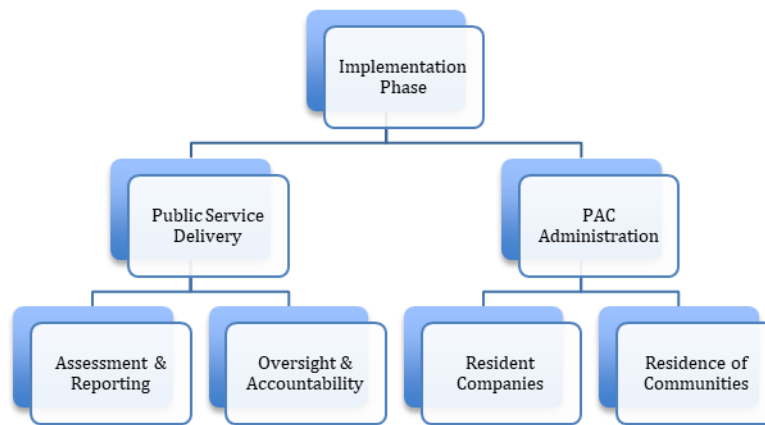 Implementation
Phase
Public Service
Delivery
PAC
Administration
Assessment &
Reporting
Oversight &
Accountability
Resident
Companies
Residence of
Communities